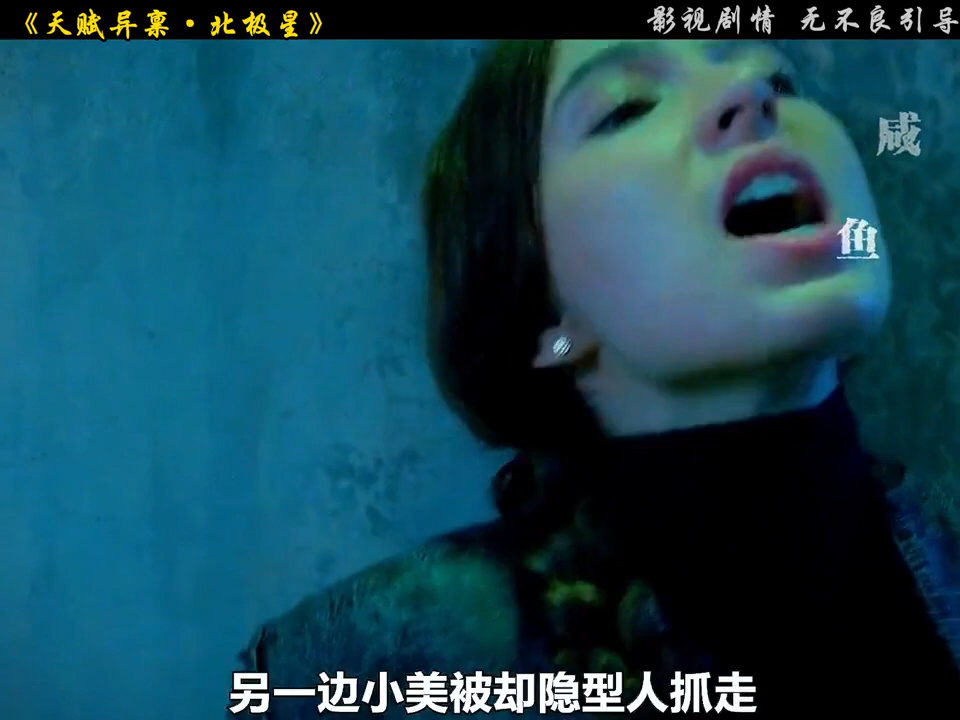 《天赋异禀·北极星》
影视剧情 无不良引导
咸
鱼
另一边小美被却隐型人抓走